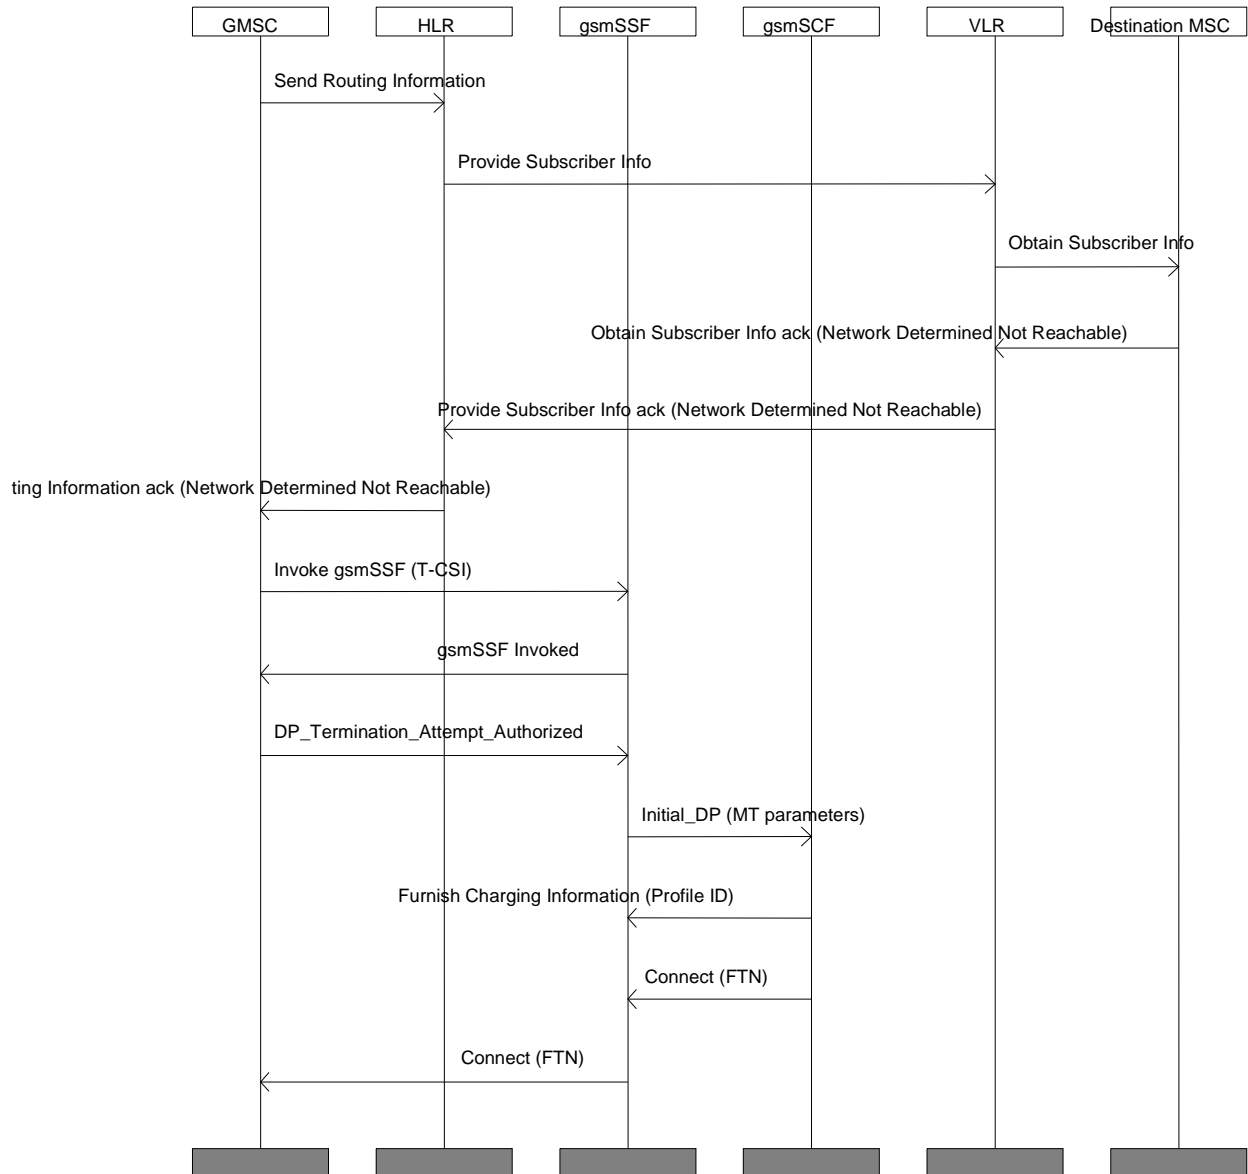 GMSC HLR gsmSSF gsmSCF VLR Destination MSC
Send Routing Information
Provide Subscriber Info
Obtain Subscriber Info
Obtain Subscriber Info ack (Network Determined Not Reachable)
Provide Subscriber Info ack (Network Determined Not Reachable)
ting Information ack (Network Determined Not Reachable)
Invoke gsmSSF (T-CSI)
gsmSSF Invoked
DP_Termination_Attempt_Authorized
Initial_DP (MT parameters)
Furnish Charging Information (Profile ID)
Connect (FTN)
Connect (FTN)